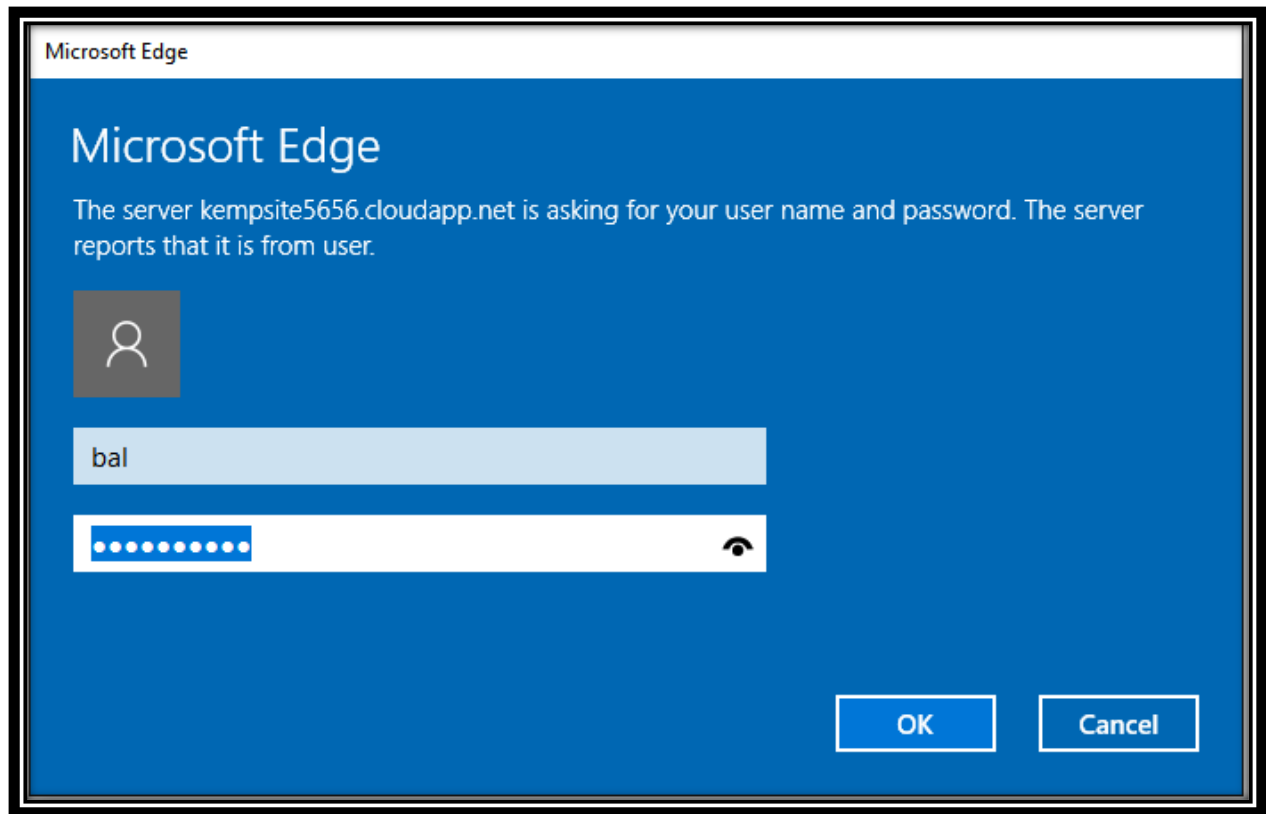 Microsoft Edge
Microsoft Edge
The server kempsite5656.cloudapp.net is asking for your user name and password. The server
reports that it is from user.
bal
●●●●●●●●●●
OK Cancel